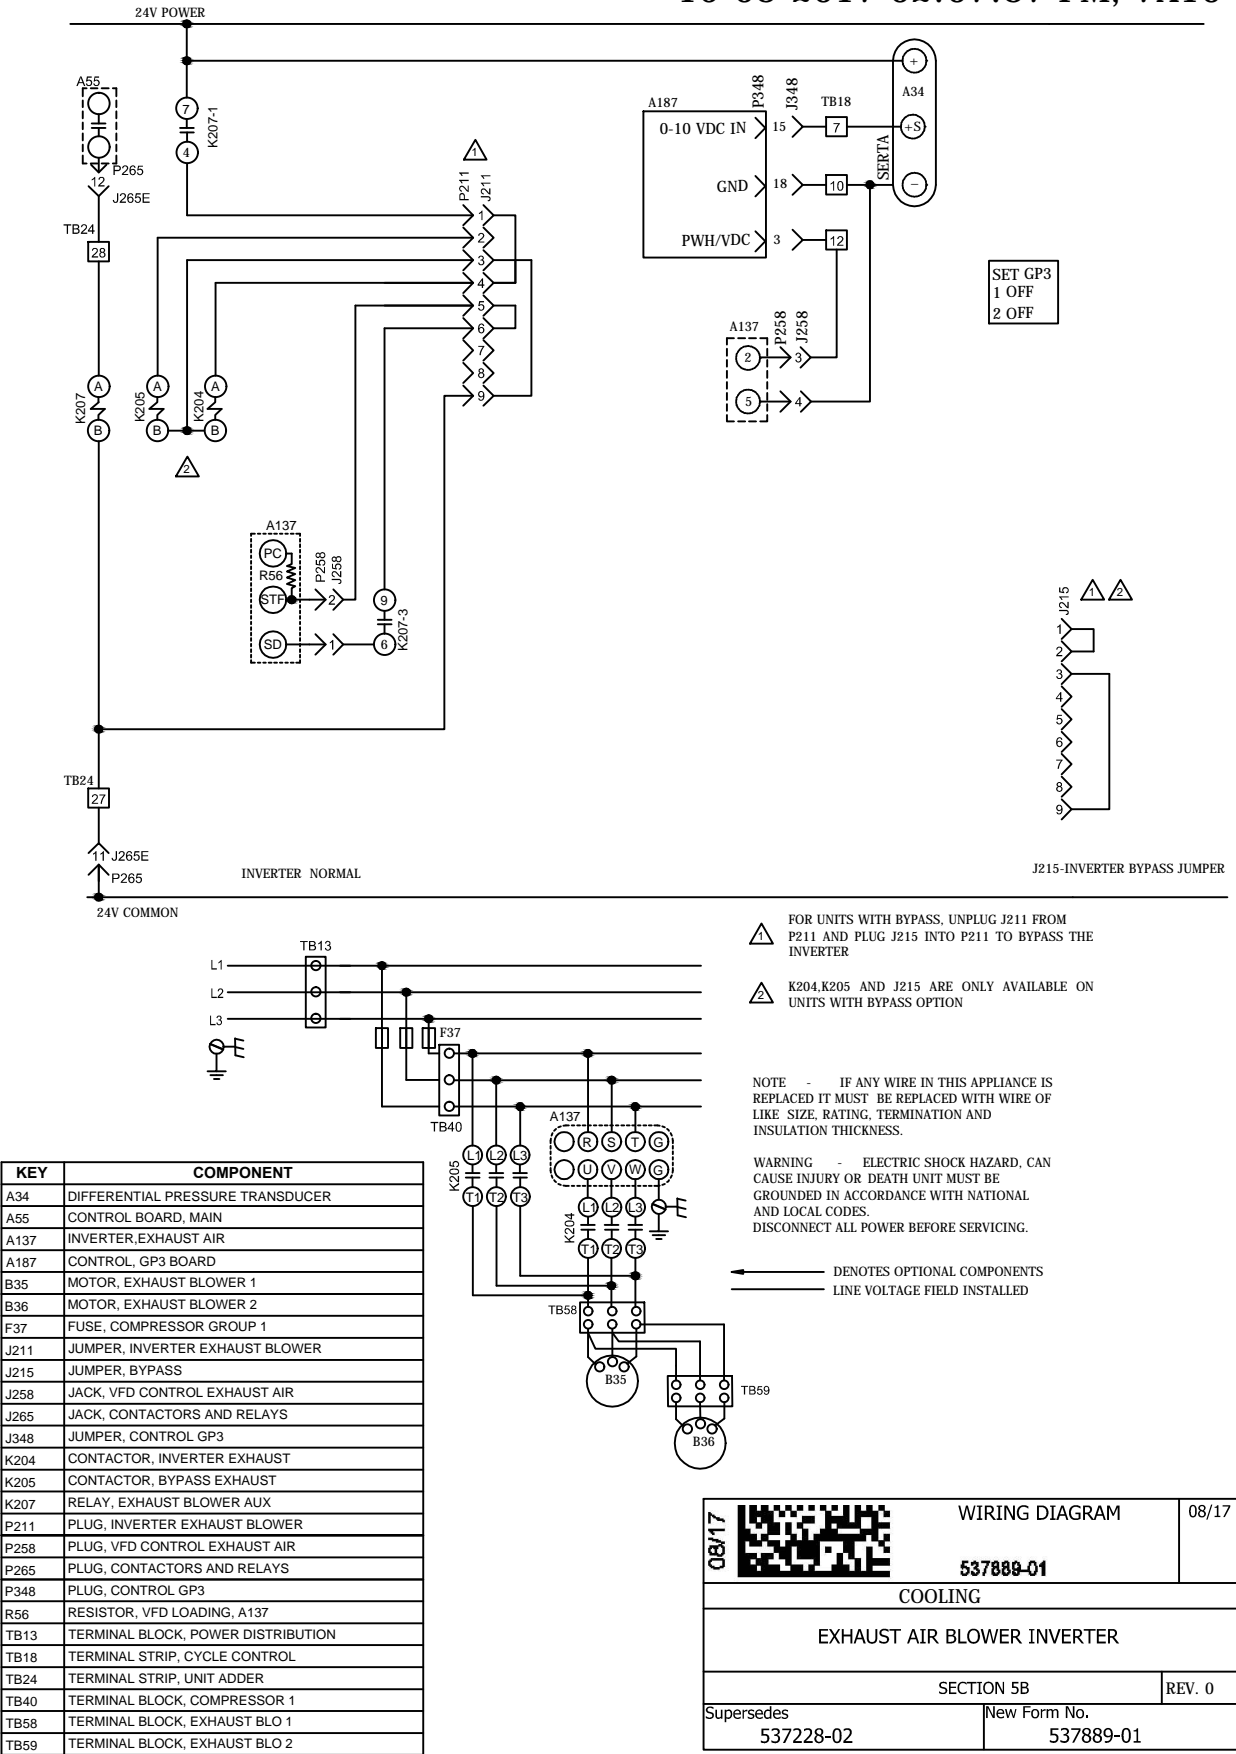 24V POWER
A55
P265
12
J265E
TB24
28
7
4
K207-1
A
B
K207
A
B
K205
A
B
K204
2
1
P211
J211
1
2
3
4
5
6
7
8
9
A137
PC
R56
STF
SD
P258
J258
2
1
9
6
K207-3
A187
0-10 VDC IN
GND
PWH/VDC
P348
J348
15
18
3
TB18
7
10
12
SERTA
+
A34
+S
−
A137
2
5
P258
J258
3
4
SET GP3
1 OFF
2 OFF
J215
1
2
1
2
3
4
5
6
7
8
9
J215-INVERTER BYPASS JUMPER
TB24
27
11
J265E
P265
INVERTER NORMAL
24V COMMON
1
FOR UNITS WITH BYPASS, UNPLUG J211 FROM
P211 AND PLUG J215 INTO P211 TO BYPASS THE
INVERTER
2
K204,K205 AND J215 ARE ONLY AVAILABLE ON
UNITS WITH BYPASS OPTION
NOTE - IF ANY WIRE IN THIS APPLIANCE IS
REPLACED IT MUST BE REPLACED WITH WIRE OF
LIKE SIZE, RATING, TERMINATION AND
INSULATION THICKNESS.
WARNING - ELECTRIC SHOCK HAZARD, CAN
CAUSE INJURY OR DEATH UNIT MUST BE
GROUNDED IN ACCORDANCE WITH NATIONAL
AND LOCAL CODES.
DISCONNECT ALL POWER BEFORE SERVICING.
DENOTES OPTIONAL COMPONENTS
LINE VOLTAGE FIELD INSTALLED
TB13
L1
L2
L3
F37
TB40
A137
R S T G
U V W G
K205
L1 L2 L3
T1 T2 T3
K204
L1 L2 L3
T1 T2 T3
TB58
B35
TB59
B36
KEY COMPONENT
A34 DIFFERENTIAL PRESSURE TRANSDUCER
A55 CONTROL BOARD, MAIN
A137 INVERTER,EXHAUST AIR
A187 CONTROL, GP3 BOARD
B35 MOTOR, EXHAUST BLOWER 1
B36 MOTOR, EXHAUST BLOWER 2
F37 FUSE, COMPRESSOR GROUP 1
J211 JUMPER, INVERTER EXHAUST BLOWER
J215 JUMPER, BYPASS
J258 JACK, VFD CONTROL EXHAUST AIR
J265 JACK, CONTACTORS AND RELAYS
J348 JUMPER, CONTROL GP3
K204 CONTACTOR, INVERTER EXHAUST
K205 CONTACTOR, BYPASS EXHAUST
K207 RELAY, EXHAUST BLOWER AUX
P211 PLUG, INVERTER EXHAUST BLOWER
P258 PLUG, VFD CONTROL EXHAUST AIR
P265 PLUG, CONTACTORS AND RELAYS
P348 PLUG, CONTROL GP3
R56 RESISTOR, VFD LOADING, A137
TB13 TERMINAL BLOCK, POWER DISTRIBUTION
TB18 TERMINAL STRIP, CYCLE CONTROL
TB24 TERMINAL STRIP, UNIT ADDER
TB40 TERMINAL BLOCK, COMPRESSOR 1
TB58 TERMINAL BLOCK, EXHAUST BLO 1
TB59 TERMINAL BLOCK, EXHAUST BLO 2
08/17
WIRING DIAGRAM
08/17
537889-01
COOLING
EXHAUST AIR BLOWER INVERTER
SECTION 5B
REV. 0
Supersedes
537228-02
New Form No.
537889-01